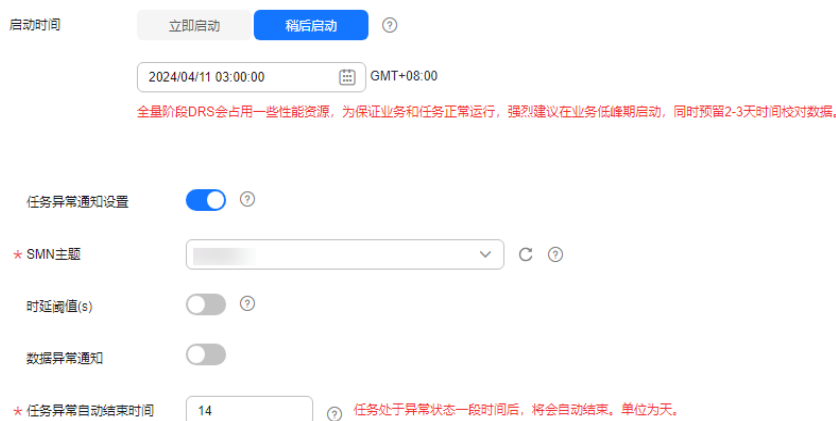 启动时间 立即启动 稍后启动
2024/04/11 03:00:00 GMT+08:00
全量阶段DRS会占用一些性能资源，为保证业务和任务正常运行，强烈建议在业务低峰期启动，同时预留2-3天时间校对数据。
任务异常通知设置
* SMN主题
时延阈值(s)
数据异常通知
* 任务异常自动结束时间 14 任务处于异常状态一段时间后，将会自动结束。单位为天。